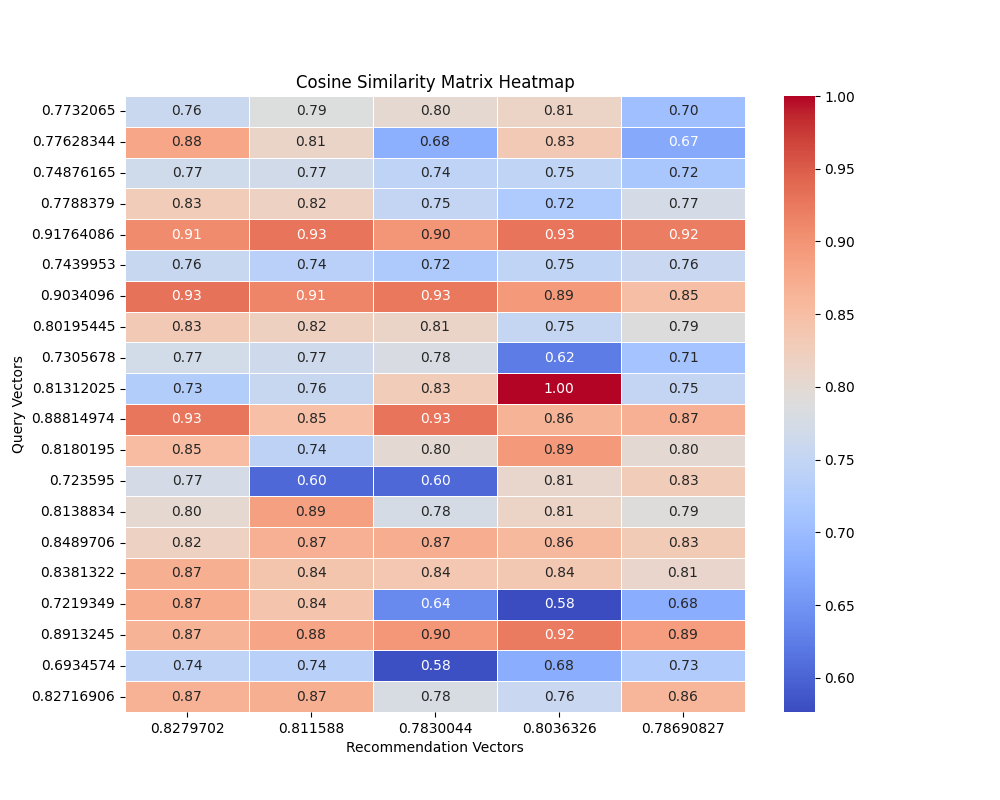 Cosine Similarity Matrix Heatmap
Query Vectors
0.7732065 0.76 0.79 0.80 0.81 0.70
0.77628344 0.88 0.81 0.68 0.83 0.67
0.74876165 0.77 0.77 0.74 0.75 0.72
0.7788379 0.83 0.82 0.75 0.72 0.77
0.91764086 0.91 0.93 0.90 0.93 0.92
0.7439953 0.76 0.74 0.72 0.75 0.76
0.9034096 0.93 0.91 0.93 0.89 0.85
0.80195445 0.83 0.82 0.81 0.75 0.79
0.7305678 0.77 0.77 0.78 0.62 0.71
0.81312025 0.73 0.76 0.83 1.00 0.75
0.88814974 0.93 0.85 0.93 0.86 0.87
0.8180195 0.85 0.74 0.80 0.89 0.80
0.723595 0.77 0.60 0.60 0.81 0.83
0.8138834 0.80 0.89 0.78 0.81 0.79
0.8489706 0.82 0.87 0.87 0.86 0.83
0.8381322 0.87 0.84 0.84 0.84 0.81
0.7219349 0.87 0.84 0.64 0.58 0.68
0.8913245 0.87 0.88 0.90 0.92 0.89
0.6934574 0.74 0.74 0.58 0.68 0.73
0.82716906 0.87 0.87 0.78 0.76 0.86
0.8279702 0.811588 0.7830044 0.8036326 0.78690827
Recommendation Vectors
1.00
0.95
0.90
0.85
0.80
0.75
0.70
0.65
0.60